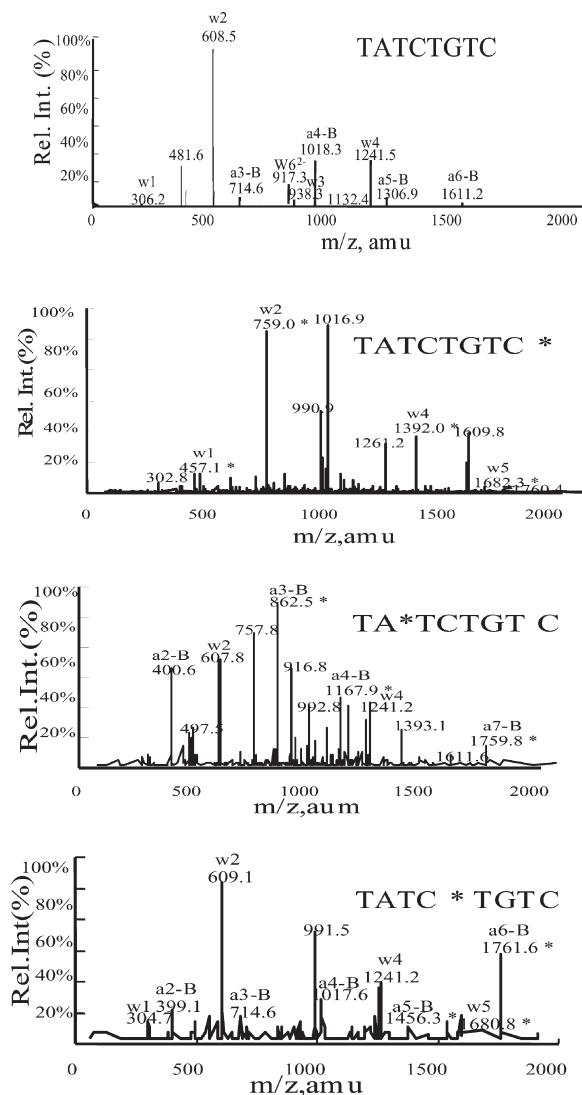 TATCTGTC
Rel. Int. (%)
100%
80%
60%
40%
20%
w2
608.5
481.6
w1
306.2
a3-B
714.6
W6²⁻
917.3
938.3
w3
a4-B
1018.3
1132.4
w4
1241.5
a5-B
1306.9
a6-B
1611.2
0 500 1000 1500 2000
m/z, amu
TATCTGTC *
Rel. Int.(%)
100%
80%
60%
40%
20%
w2
759.0 *
1016.9
990.9
w1
457.1 *
302.8
1261.2
w4
1392.0 *
1609.8
w5
1682.3 *
1760.4
0 500 1000 1500 2000
m/z,amu
TA*TCTGT C
Rel.Int.(%)
100%
80%
60%
40%
20%
a3-B
862.5 *
757.8
w2
607.8
a2-B
400.6
497.5
916.8
992.8
a4-B
1167.9 *
w4
1241.2
1393.1
1611.6
a7-B
1759.8 *
500 1000 1500 2000
m/z,aum
TATC * TGTC
Rel.Int(%)
100%
80%
60%
40%
20%
w2
609.1
991.5
w1
304.7
a2-B
399.1
a3-B
714.6
a4-B
1017.6
w4
1241.2
a5-B
1456.3 *
w5
1680.8 *
a6-B
1761.6 *
0 500 1000 1500 2000
m/z,amu